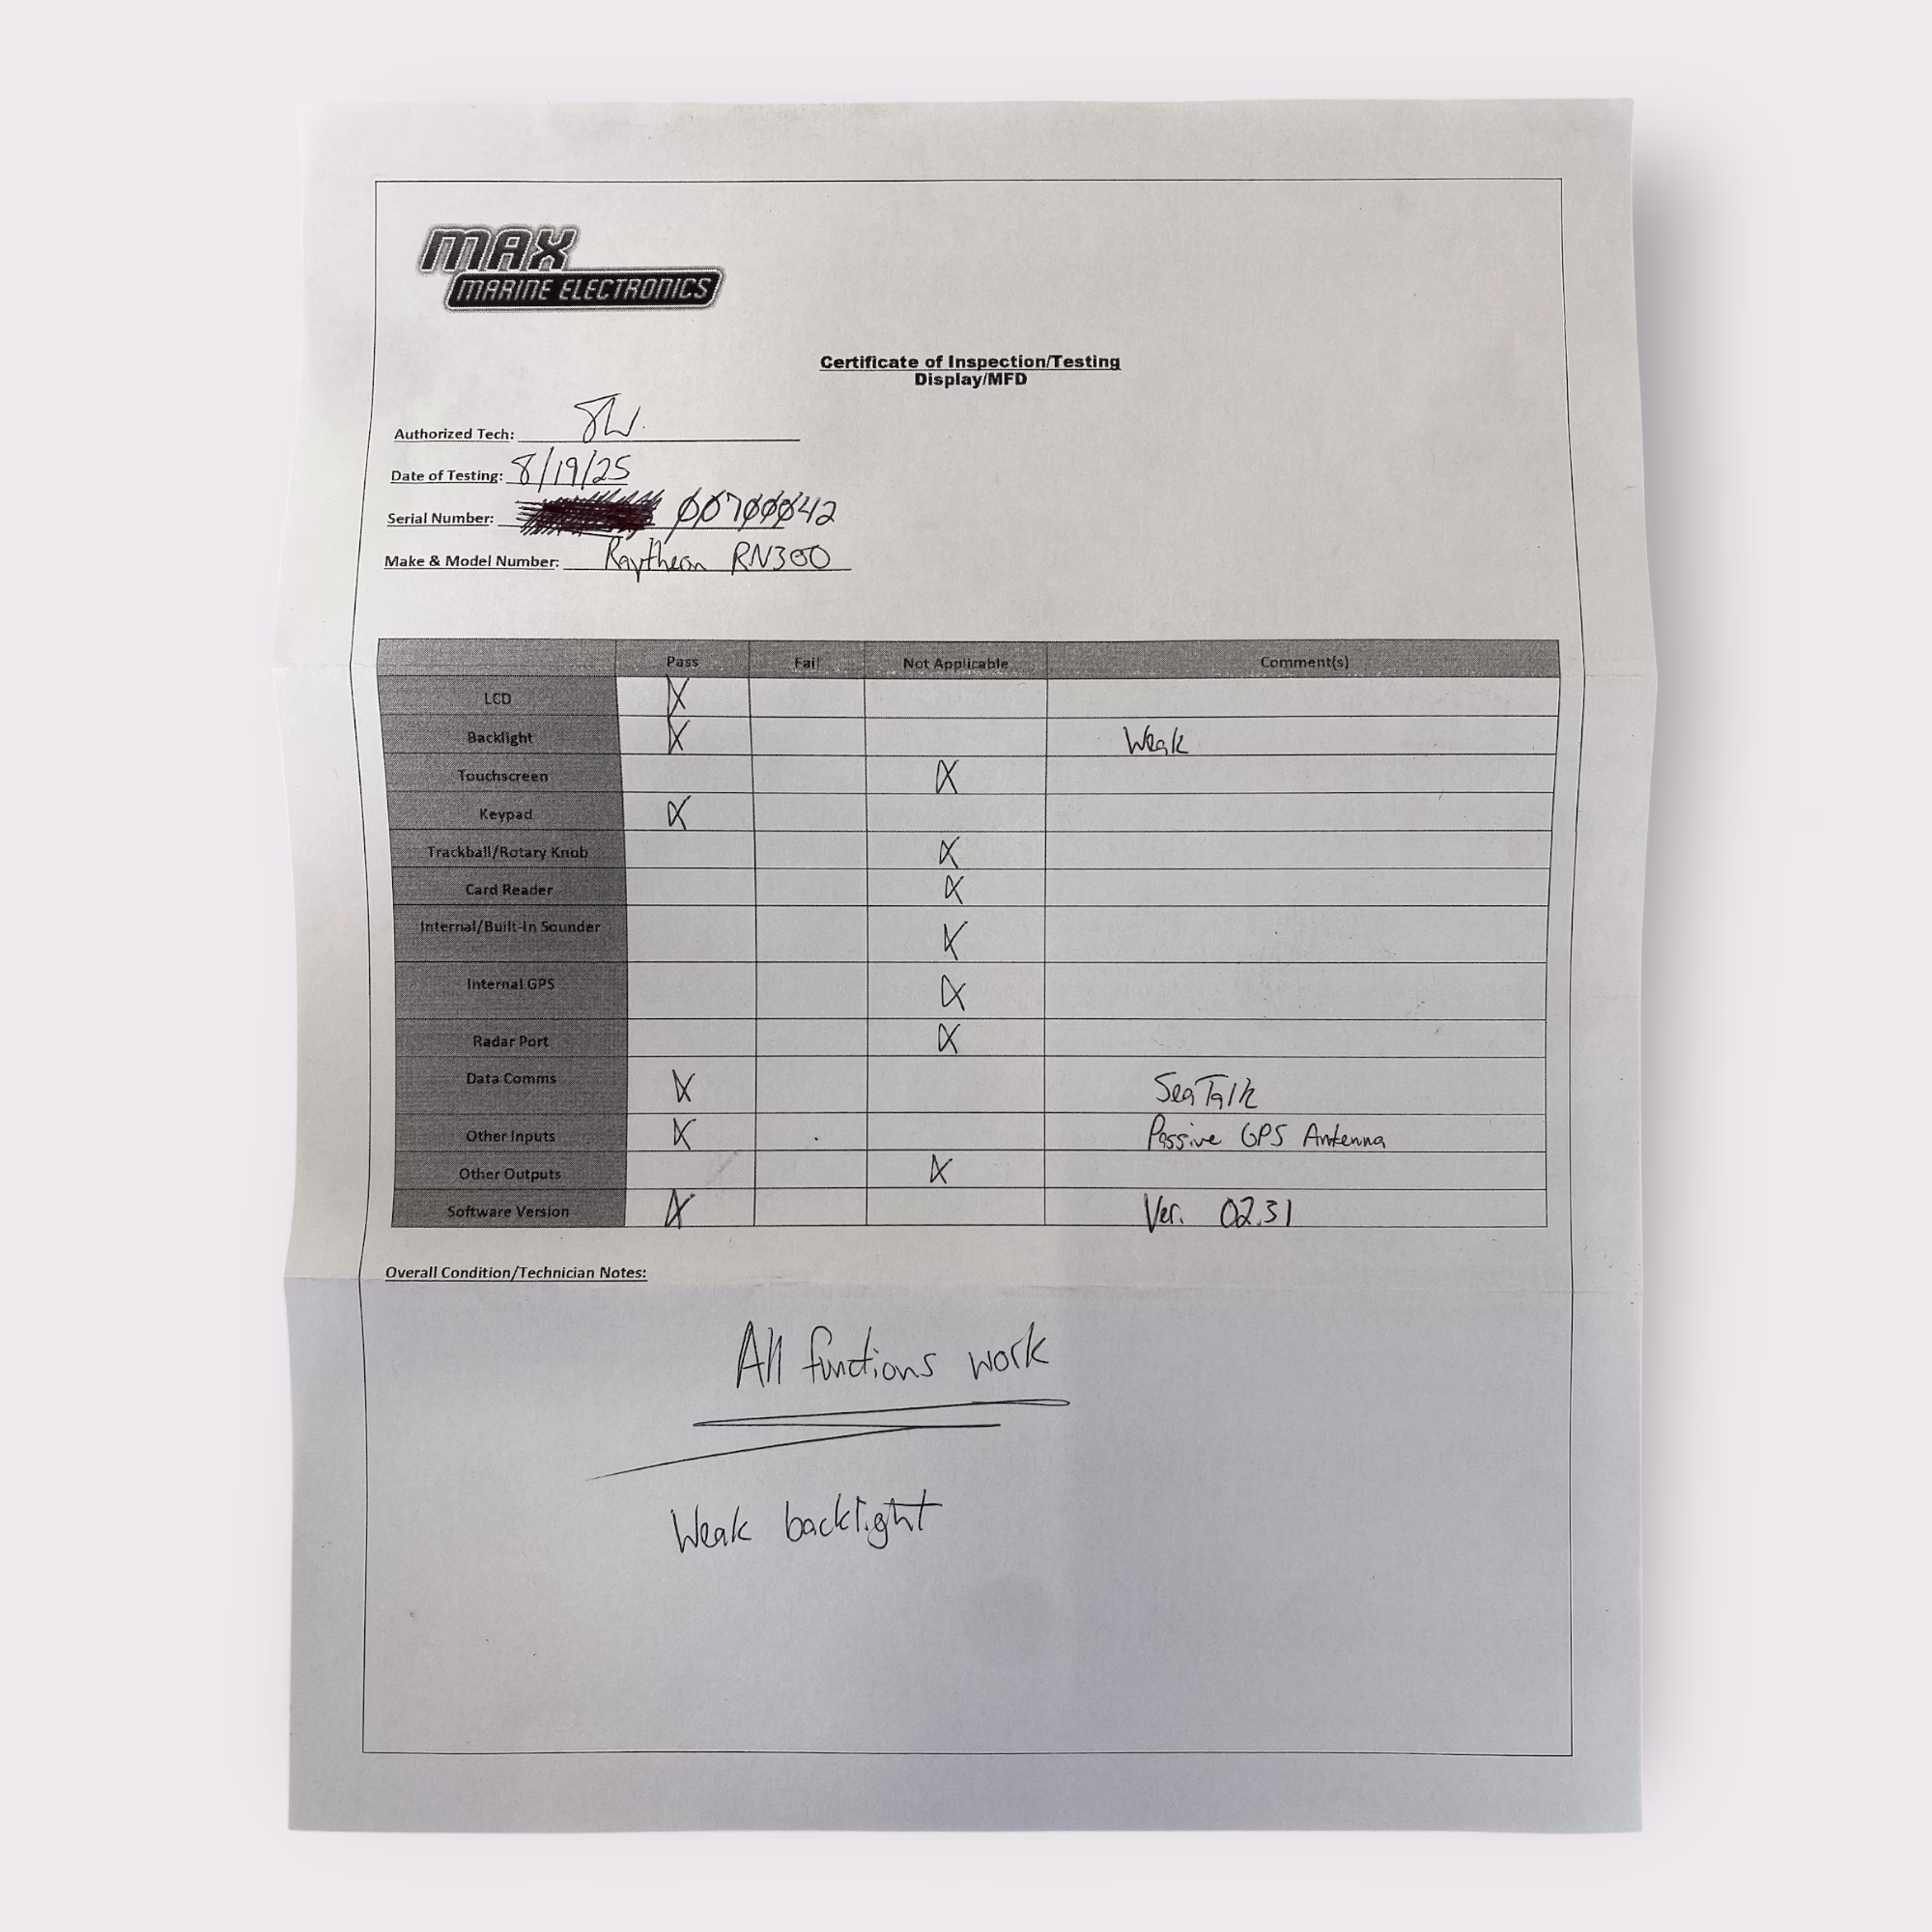 MAX
MARINE ELECTRONICS
Certificate of Inspection/Testing
Display/MFD
Authorized Tech:
Date of Testing: 8/19/25
Serial Number: 00700042
Make & Model Number: Raytheon RN300
Pass Fail Not Applicable Comment(s)
LCD X
Backlight X Weak
Touchscreen X
Keypad X
Trackball/Rotary Knob X
Card Reader X
Internal/Built-In Sounder X
Internal GPS X
Radar Port X
Data Comms X SeaTalk
Other Inputs X Passive GPS Antenna
Other Outputs X
Software Version X Ver. 02.31
Overall Condition/Technician Notes:
All functions work
Weak backlight